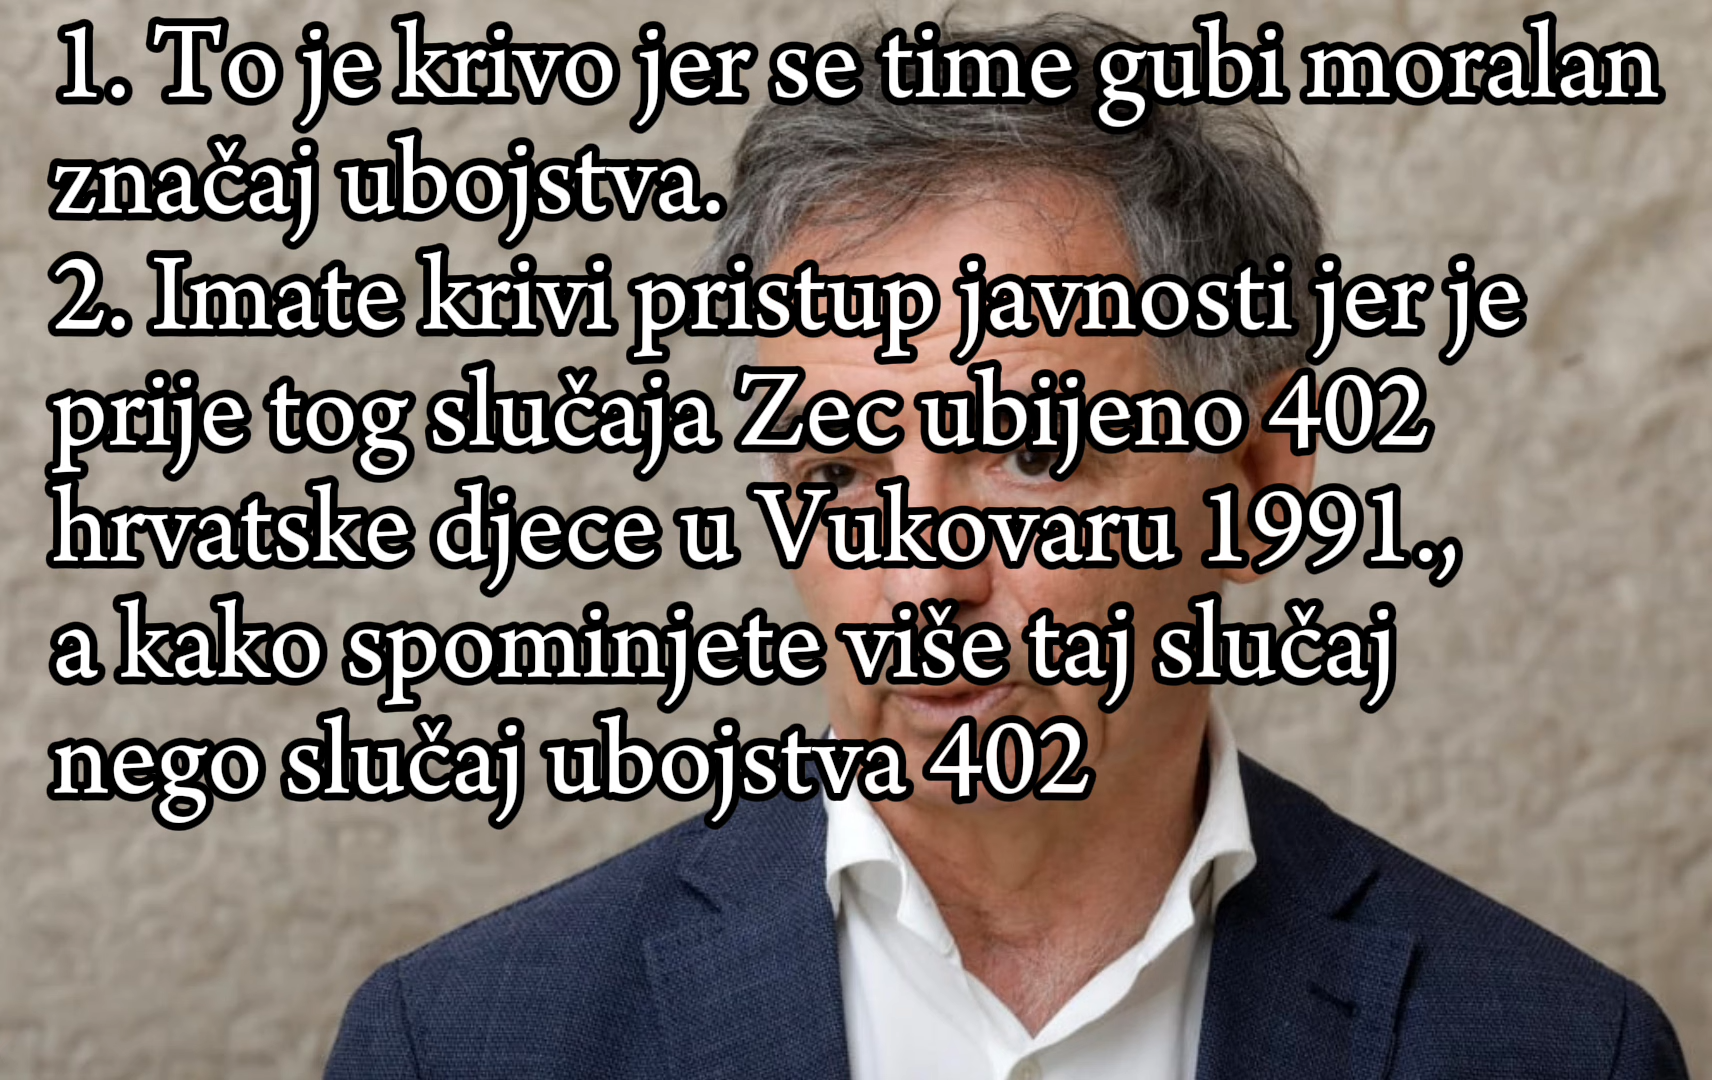 1. To je krivo jer se time gubi moralan
značaj ubojstva.
2. Imate krivi pristup javnosti jer je
prije tog slučaja Zec ubijeno 402
hrvatske djece u Vukovaru 1991.,
a kako spominjete više taj slučaj
nego slučaj ubojstva 402